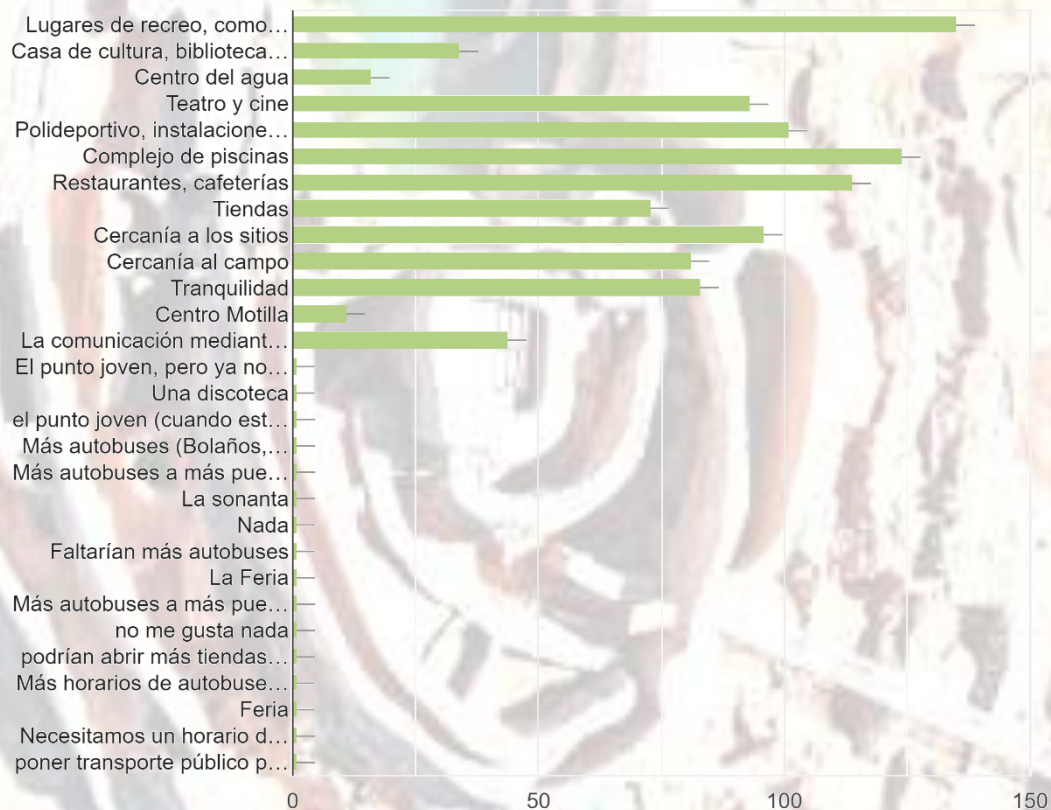 Lugares de recreo, como…
Casa de cultura, biblioteca…
Centro del agua
Teatro y cine
Polideportivo, instalacione…
Complejo de piscinas
Restaurantes, cafeterías
Tiendas
Cercanía a los sitios
Cercanía al campo
Tranquilidad
Centro Motilla
La comunicación mediant…
El punto joven, pero ya no…
Una discoteca
el punto joven (cuando est…
Más autobuses (Bolaños,…
Más autobuses a más pue…
La sonanta
Nada
Faltarían más autobuses
La Feria
Más autobuses a más pue…
no me gusta nada
podrían abrir más tiendas…
Más horarios de autobuse…
Feria
Necesitamos un horario d…
poner transporte público p…
0 50 100 150